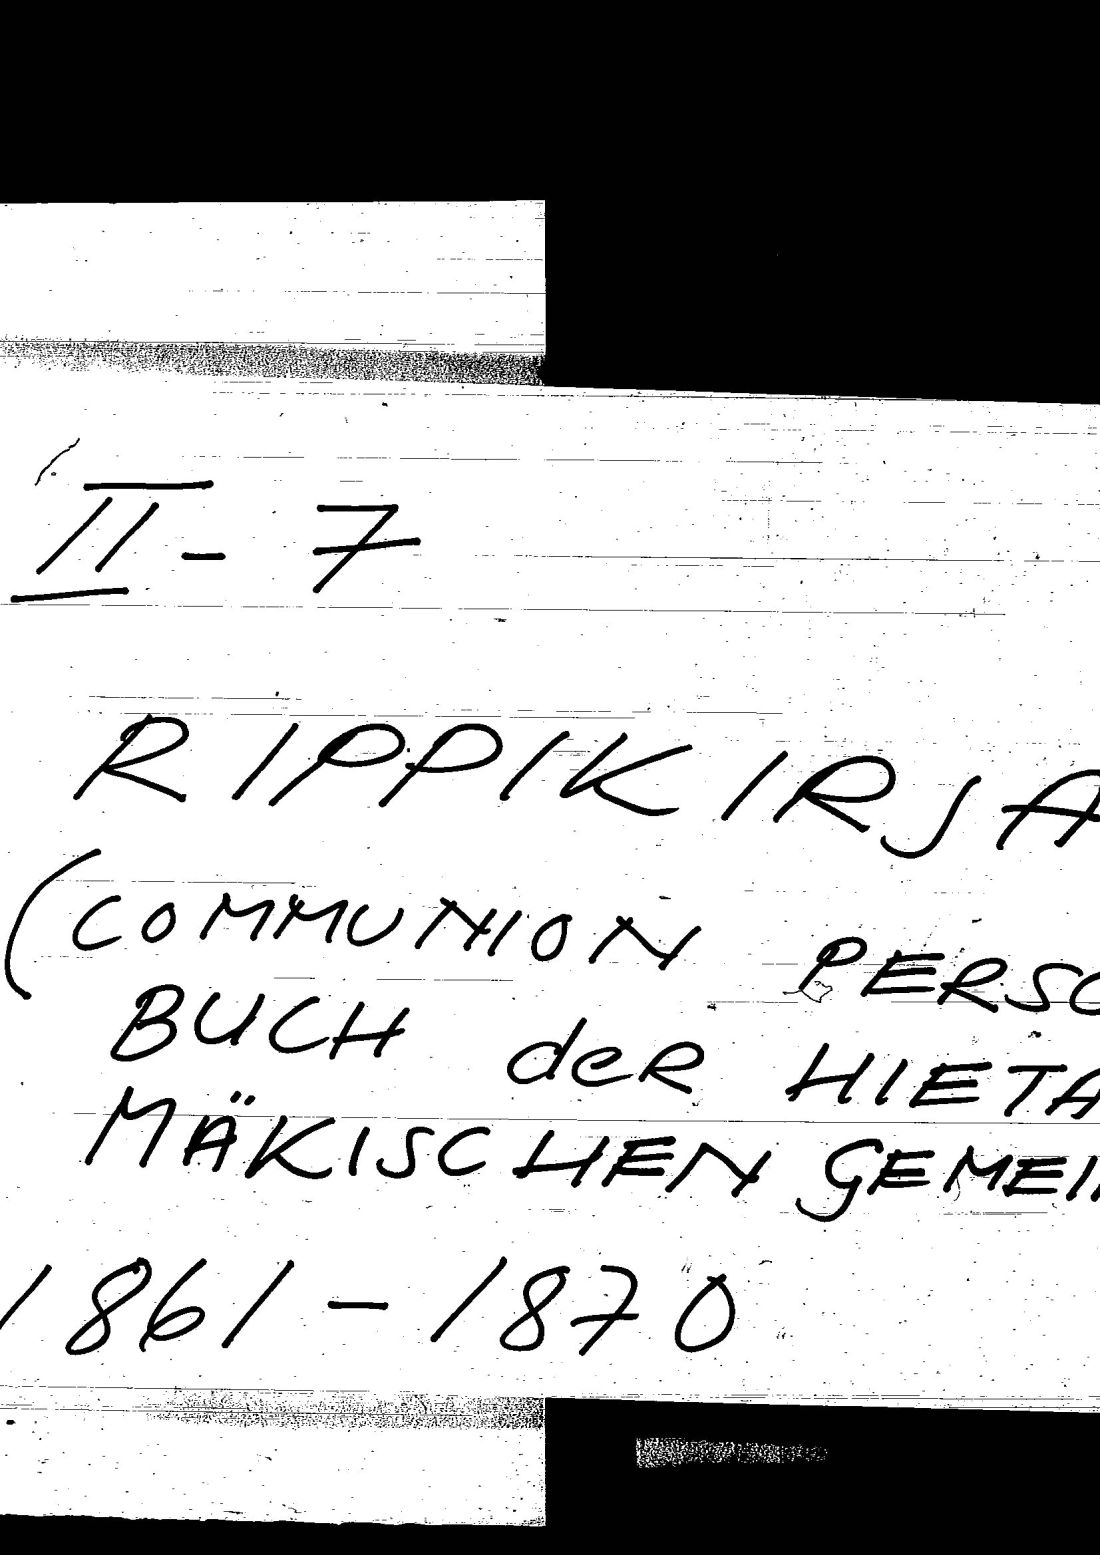 II - 7
RIPPIKIRJA
(COMMUNION PERSO
BUCH der HIETA
MÄKISCHEN GEMEI
1861 - 1870